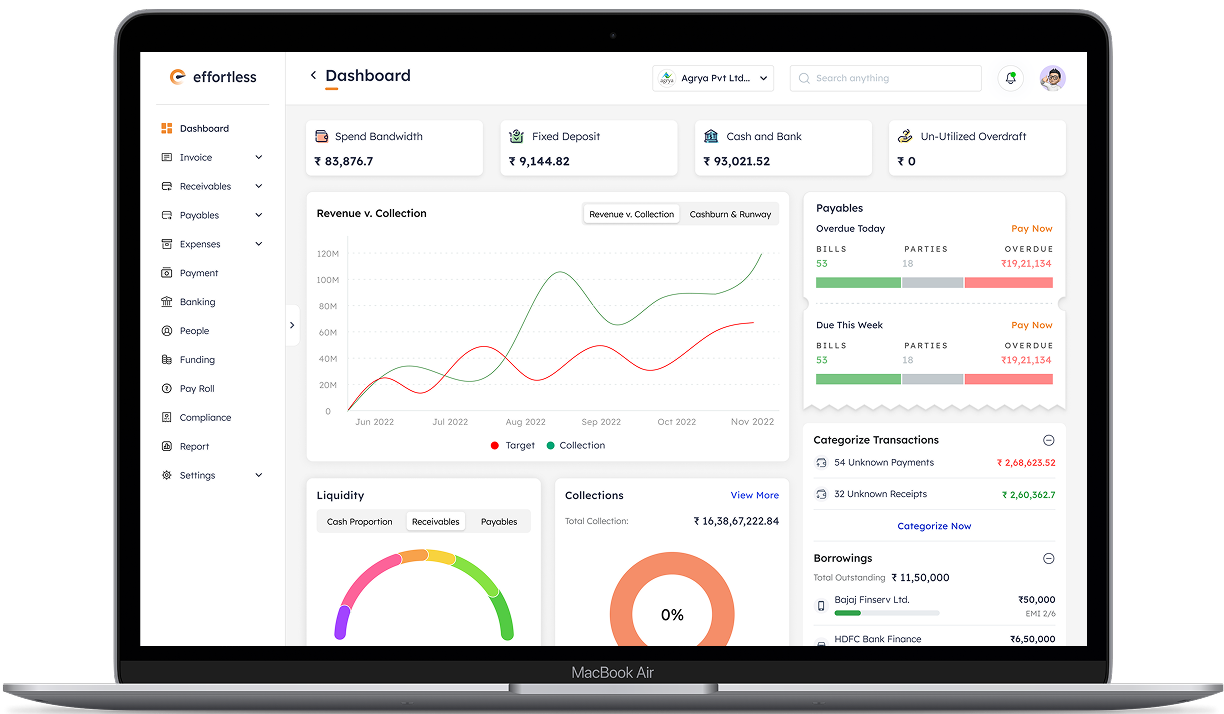 effortless
Dashboard
Invoice
Receivables
Payables
Expenses
Payment
Banking
People
Funding
Pay Roll
Compliance
Report
Settings
Dashboard
agrya Agrya Pvt Ltd...
Search anything
Spend Bandwidth
₹ 83,876.7
Fixed Deposit
₹ 9,144.82
Cash and Bank
₹ 93,021.52
Un-Utilized Overdraft
₹ 0
Revenue v. Collection
Revenue v. Collection Cashburn & Runway
120M
100M
80M
60M
40M
20M
0
Jun 2022 Jul 2022 Aug 2022 Sep 2022 Oct 2022 Nov 2022
Target Collection
Liquidity
Cash Proportion Receivables Payables
Collections View More
Total Collection: ₹ 16,38,67,222.84
0%
Payables
Overdue Today Pay Now
BILLS PARTIES OVERDUE
53 18 ₹19,21,134
Due This Week Pay Now
BILLS PARTIES OVERDUE
53 18 ₹19,21,134
Categorize Transactions
54 Unknown Payments ₹ 2,68,623.52
32 Unknown Receipts ₹ 2,60,362.7
Categorize Now
Borrowings
Total Outstanding ₹ 11,50,000
Bajaj Finserv Ltd. ₹50,000
EMI 2/6
HDFC Bank Finance ₹6,50,000
MacBook Air